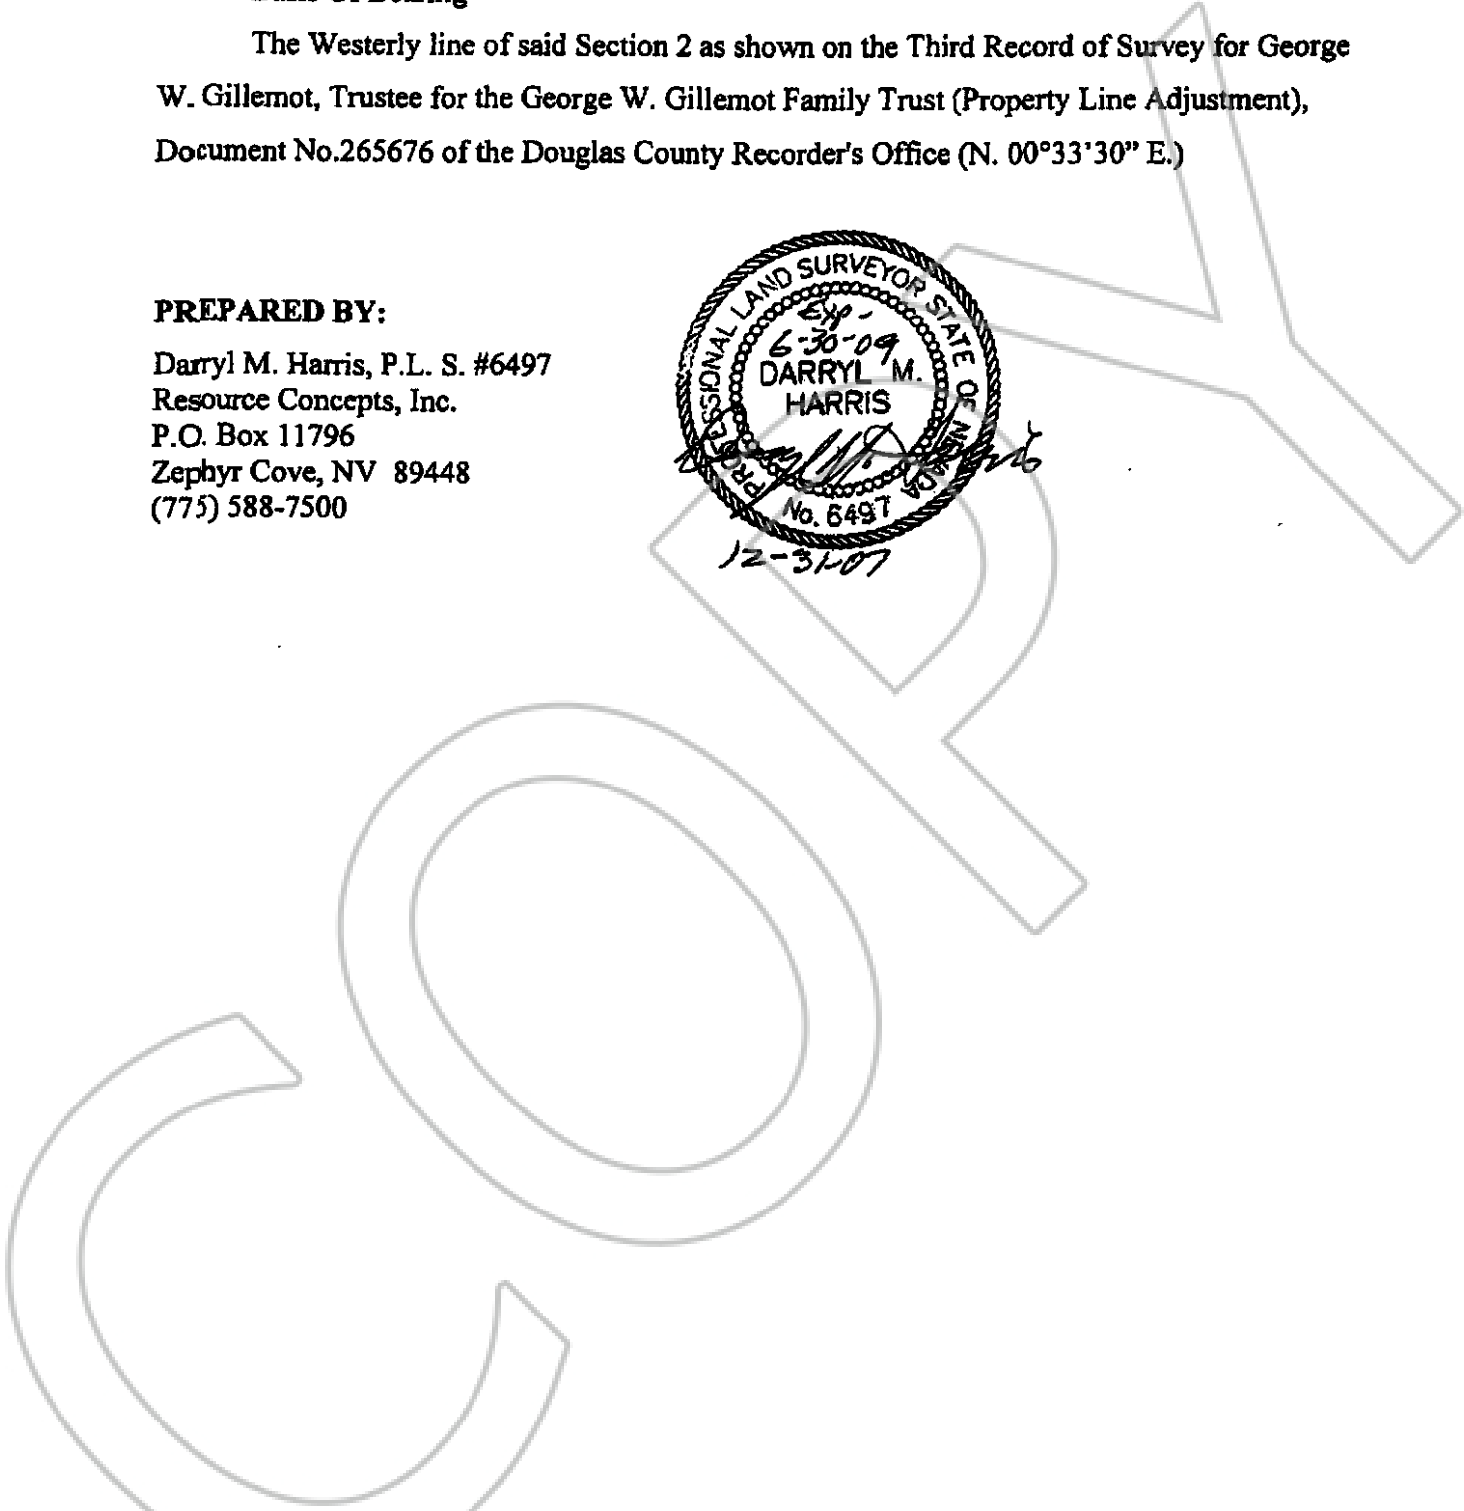 The Westerly line of said Section 2 as shown on the Third Record of Survey for George
W. Gillemot, Trustee for the George W. Gillemot Family Trust (Property Line Adjustment),
Document No.265676 of the Douglas County Recorder's Office (N. 00°33'30” E.)
PREPARED BY:
Darryl M. Harris, P.L. S. #6497
Resource Concepts, Inc.
P.O. Box 11796
Zephyr Cove, NV 89448
(775) 588-7500
PROFESSIONAL LAND SURVEYOR STATE OF NEVADA
Exp.
6-30-09
DARRYL M.
HARRIS
No. 6497
12-31-07
COPY